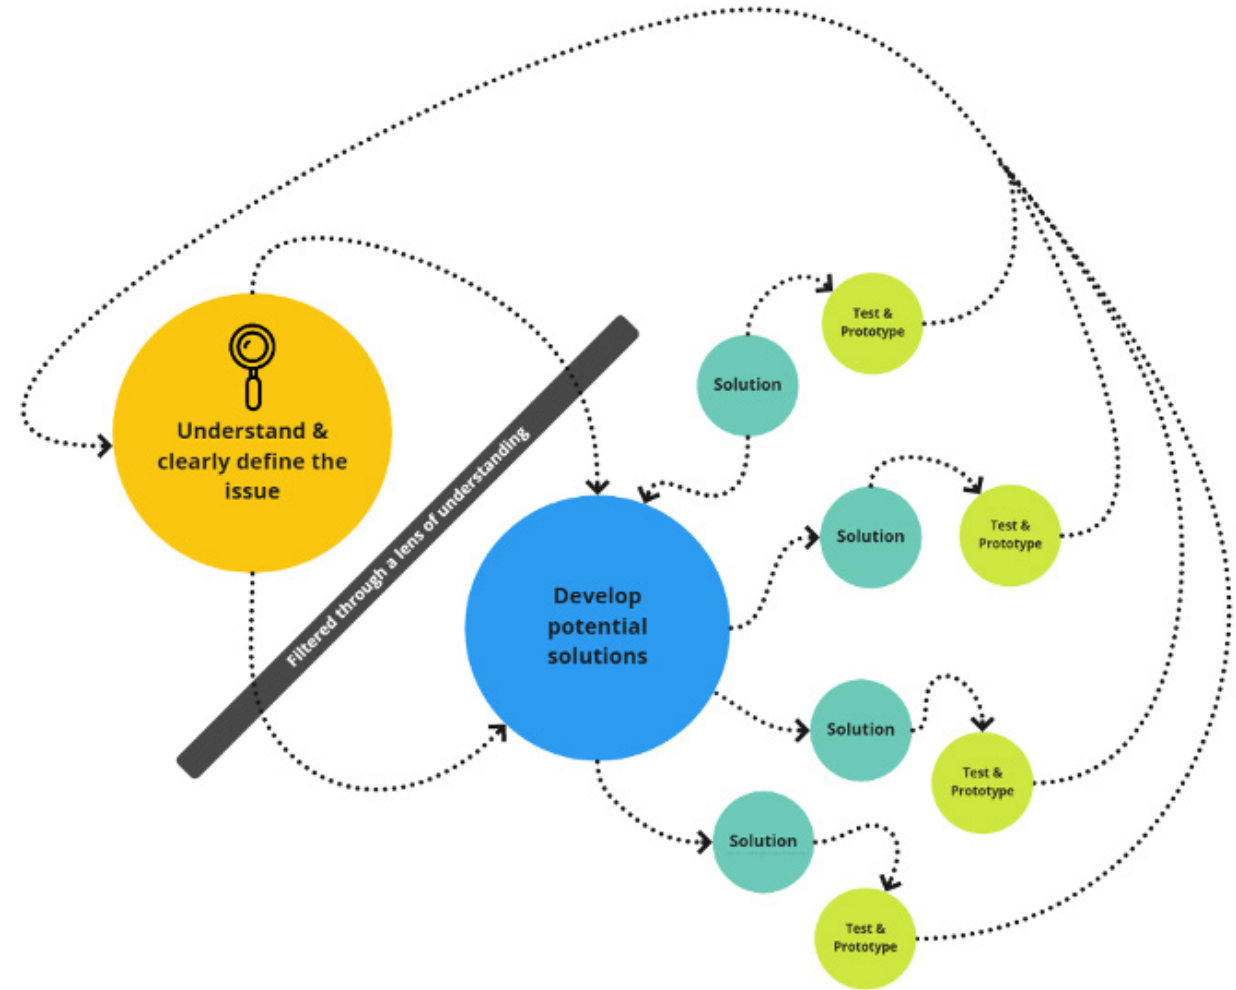 Understand &
clearly define the
issue
Filtered through a lens of understanding
Develop
potential
solutions
Solution
Test &
Prototype
Solution
Test &
Prototype
Solution
Test &
Prototype
Solution
Test &
Prototype